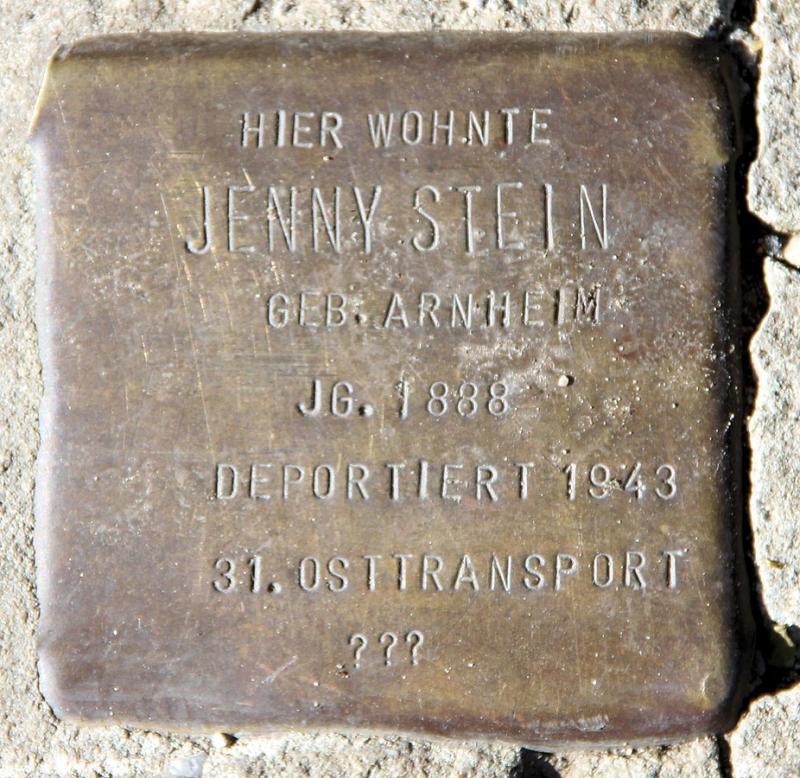 HIER WOHNTE
JENNY STEIN
GEB. ARNHEIM
JG. 1888
DEPORTIERT 1943
31. OSTTRANSPORT
???